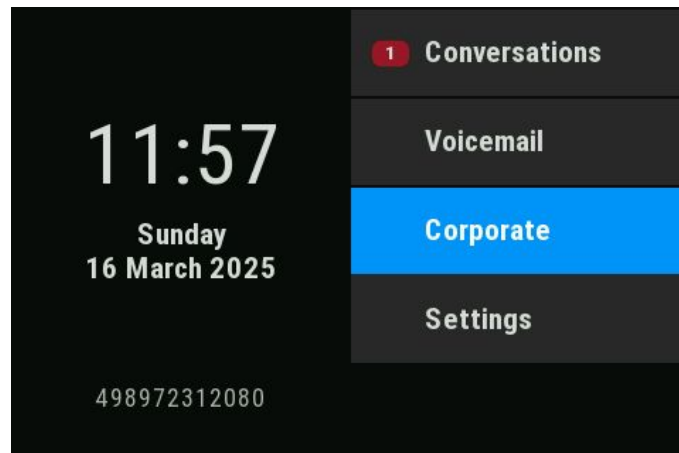 11:57
Sunday
16 March 2025
498972312080
1 Conversations
Voicemail
Corporate
Settings